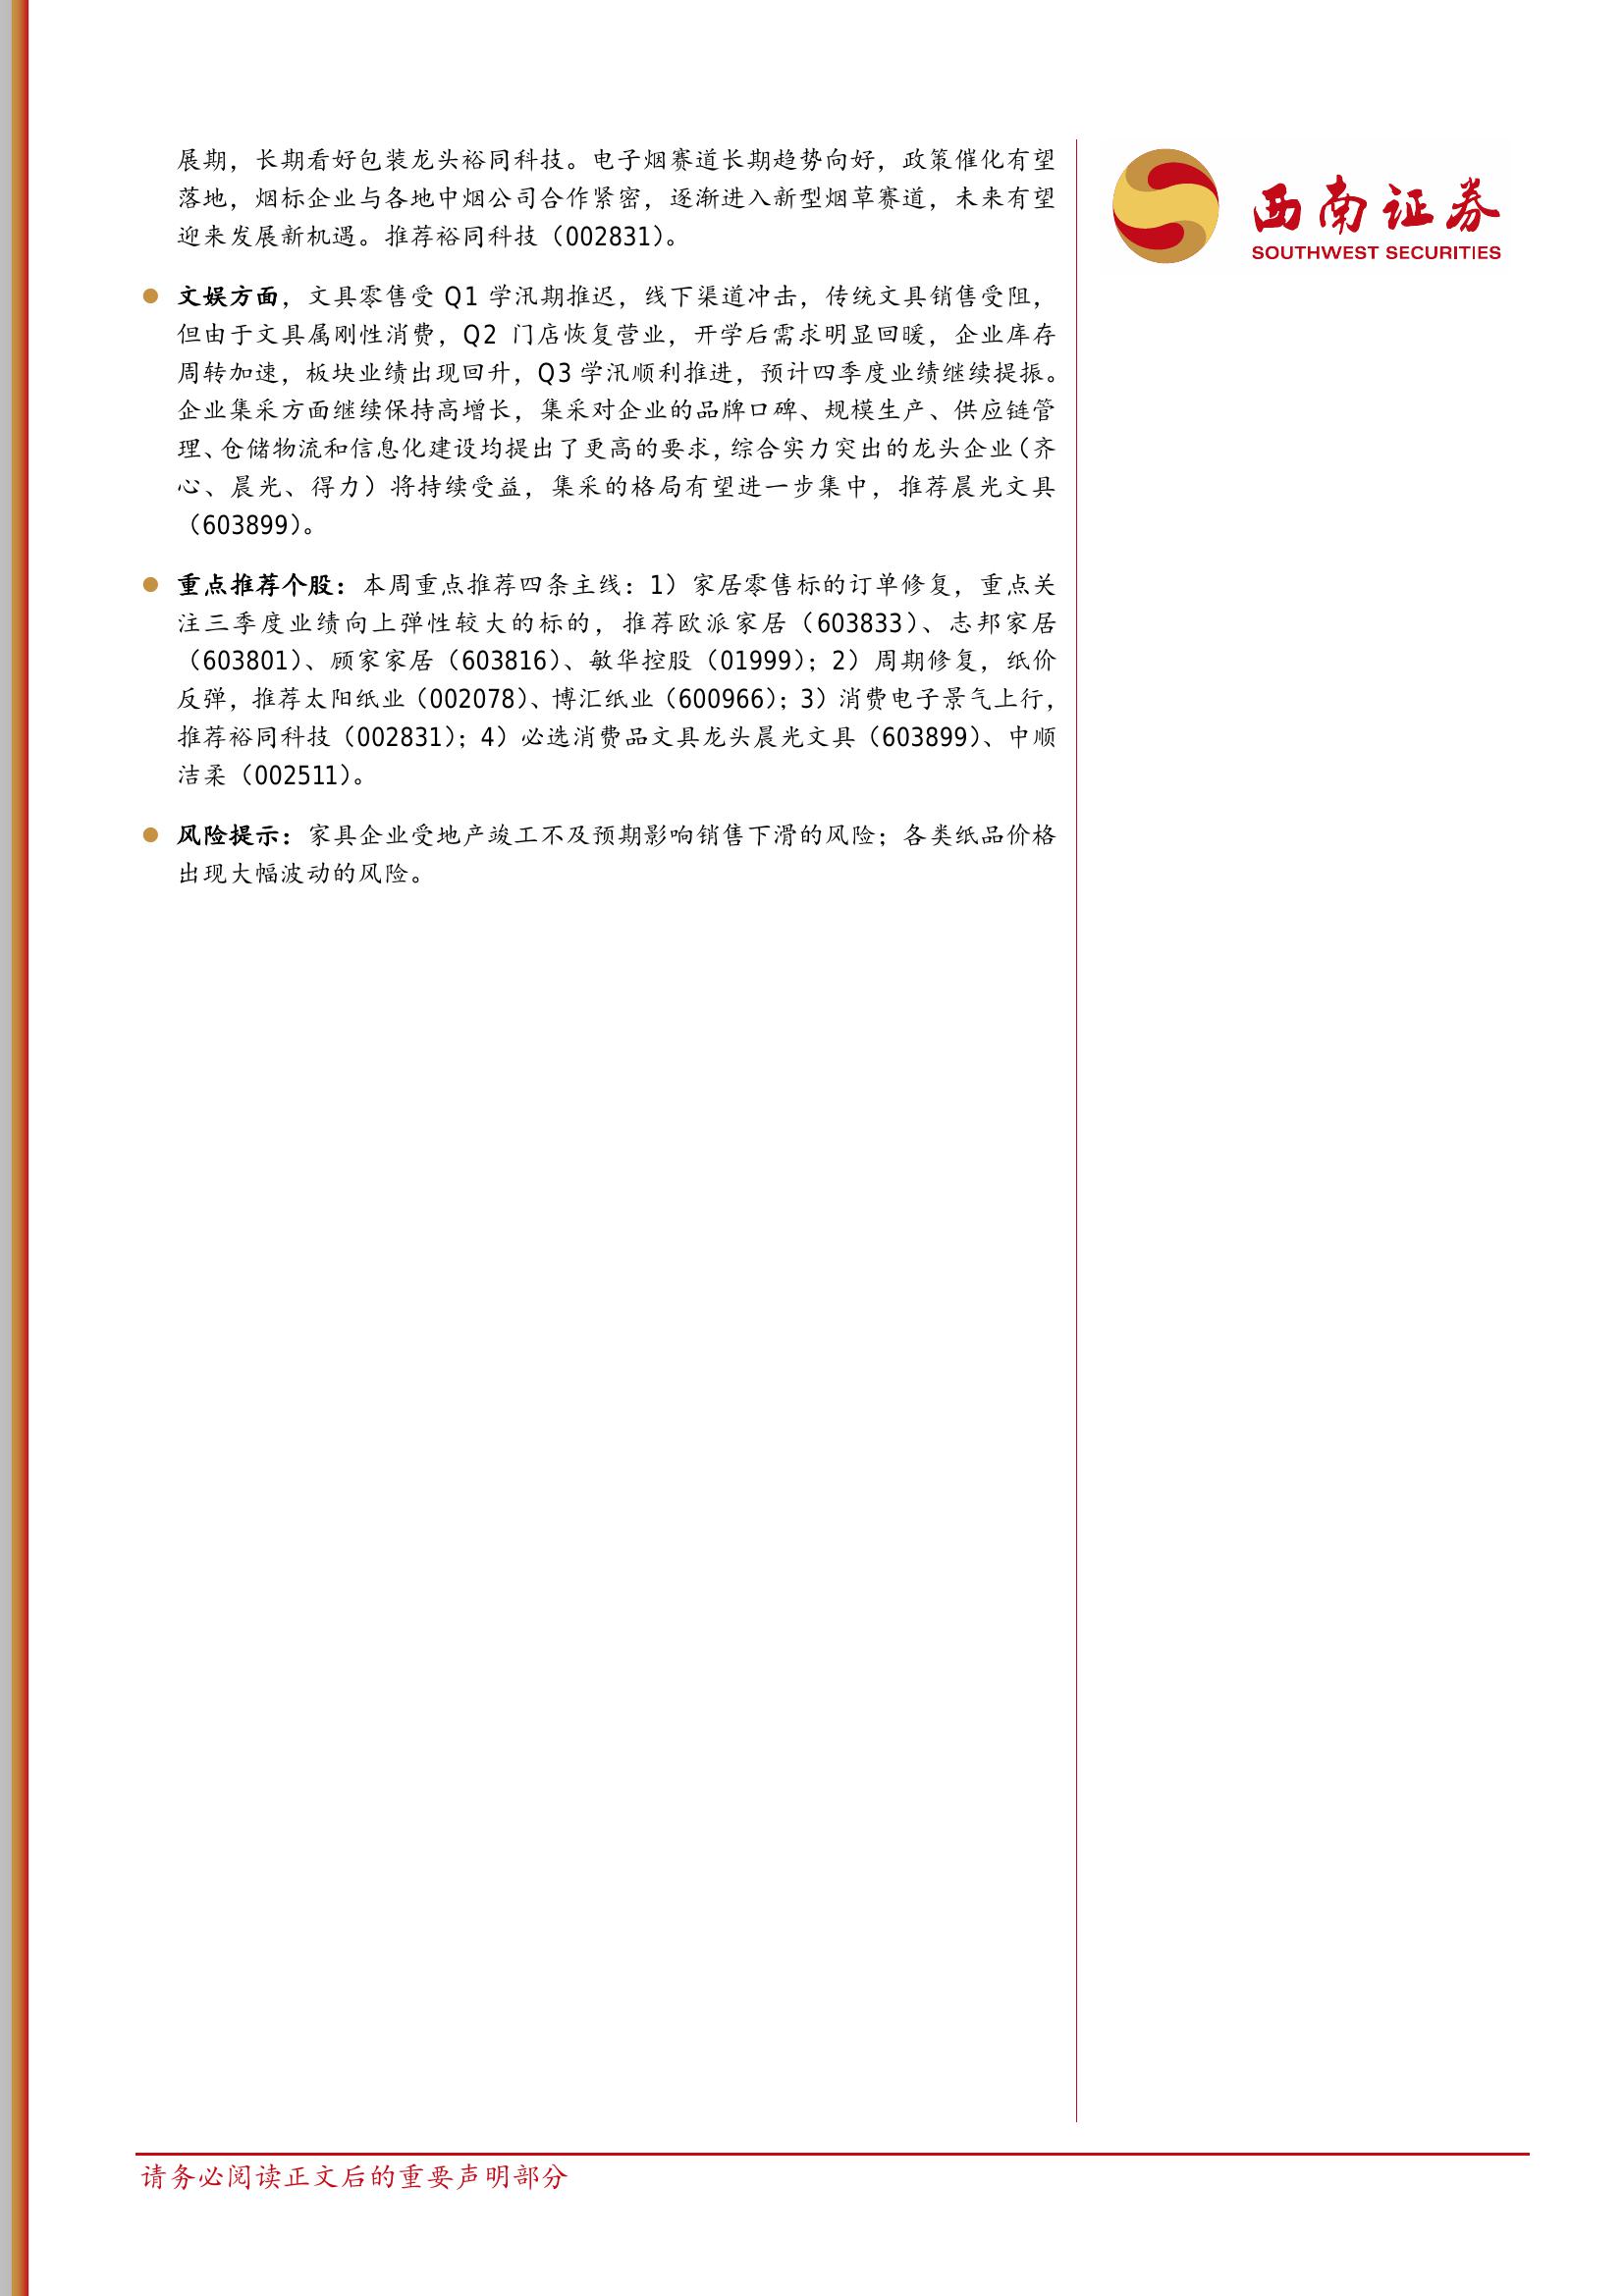 展期，长期看好包装龙头裕同科技。电子烟赛道长期趋势向好，政策催化有望
落地，烟标企业与各地中烟公司合作紧密，逐渐进入新型烟草赛道，未来有望
迎来发展新机遇。推荐裕同科技（002831）。
文娱方面，文具零售受 Q1 学汛期推迟，线下渠道冲击，传统文具销售受阻，
但由于文具属刚性消费，Q2 门店恢复营业，开学后需求明显回暖，企业库存
周转加速，板块业绩出现回升，Q3 学汛顺利推进，预计四季度业绩继续提振。
企业集采方面继续保持高增长，集采对企业的品牌口碑、规模生产、供应链管
理、仓储物流和信息化建设均提出了更高的要求，综合实力突出的龙头企业（齐
心、晨光、得力）将持续受益，集采的格局有望进一步集中，推荐晨光文具
（603899）。
重点推荐个股：本周重点推荐四条主线：1）家居零售标的订单修复，重点关
注三季度业绩向上弹性较大的标的，推荐欧派家居（603833）、志邦家居
（603801）、顾家家居（603816）、敏华控股（01999）；2）周期修复，纸价
反弹，推荐太阳纸业（002078）、博汇纸业（600966）；3）消费电子景气上行，
推荐裕同科技（002831）；4）必选消费品文具龙头晨光文具（603899）、中顺
洁柔（002511）。
风险提示：家具企业受地产竣工不及预期影响销售下滑的风险；各类纸品价格
出现大幅波动的风险。
西南证券
SOUTHWEST SECURITIES
请务必阅读正文后的重要声明部分